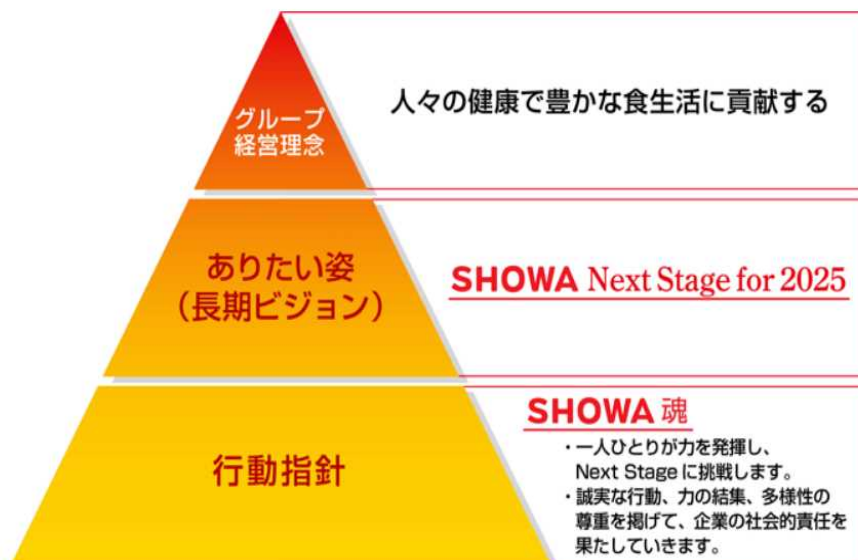 グループ
経営理念
人々の健康で豊かな食生活に貢献する
ありたい姿
（長期ビジョン）
SHOWA Next Stage for 2025
行動指針
SHOWA 魂
・一人ひとりが力を発揮し、
Next Stage に挑戦します。
・誠実な行動、力の結集、多様性の
尊重を掲げて、企業の社会的責任を
果たしていきます。